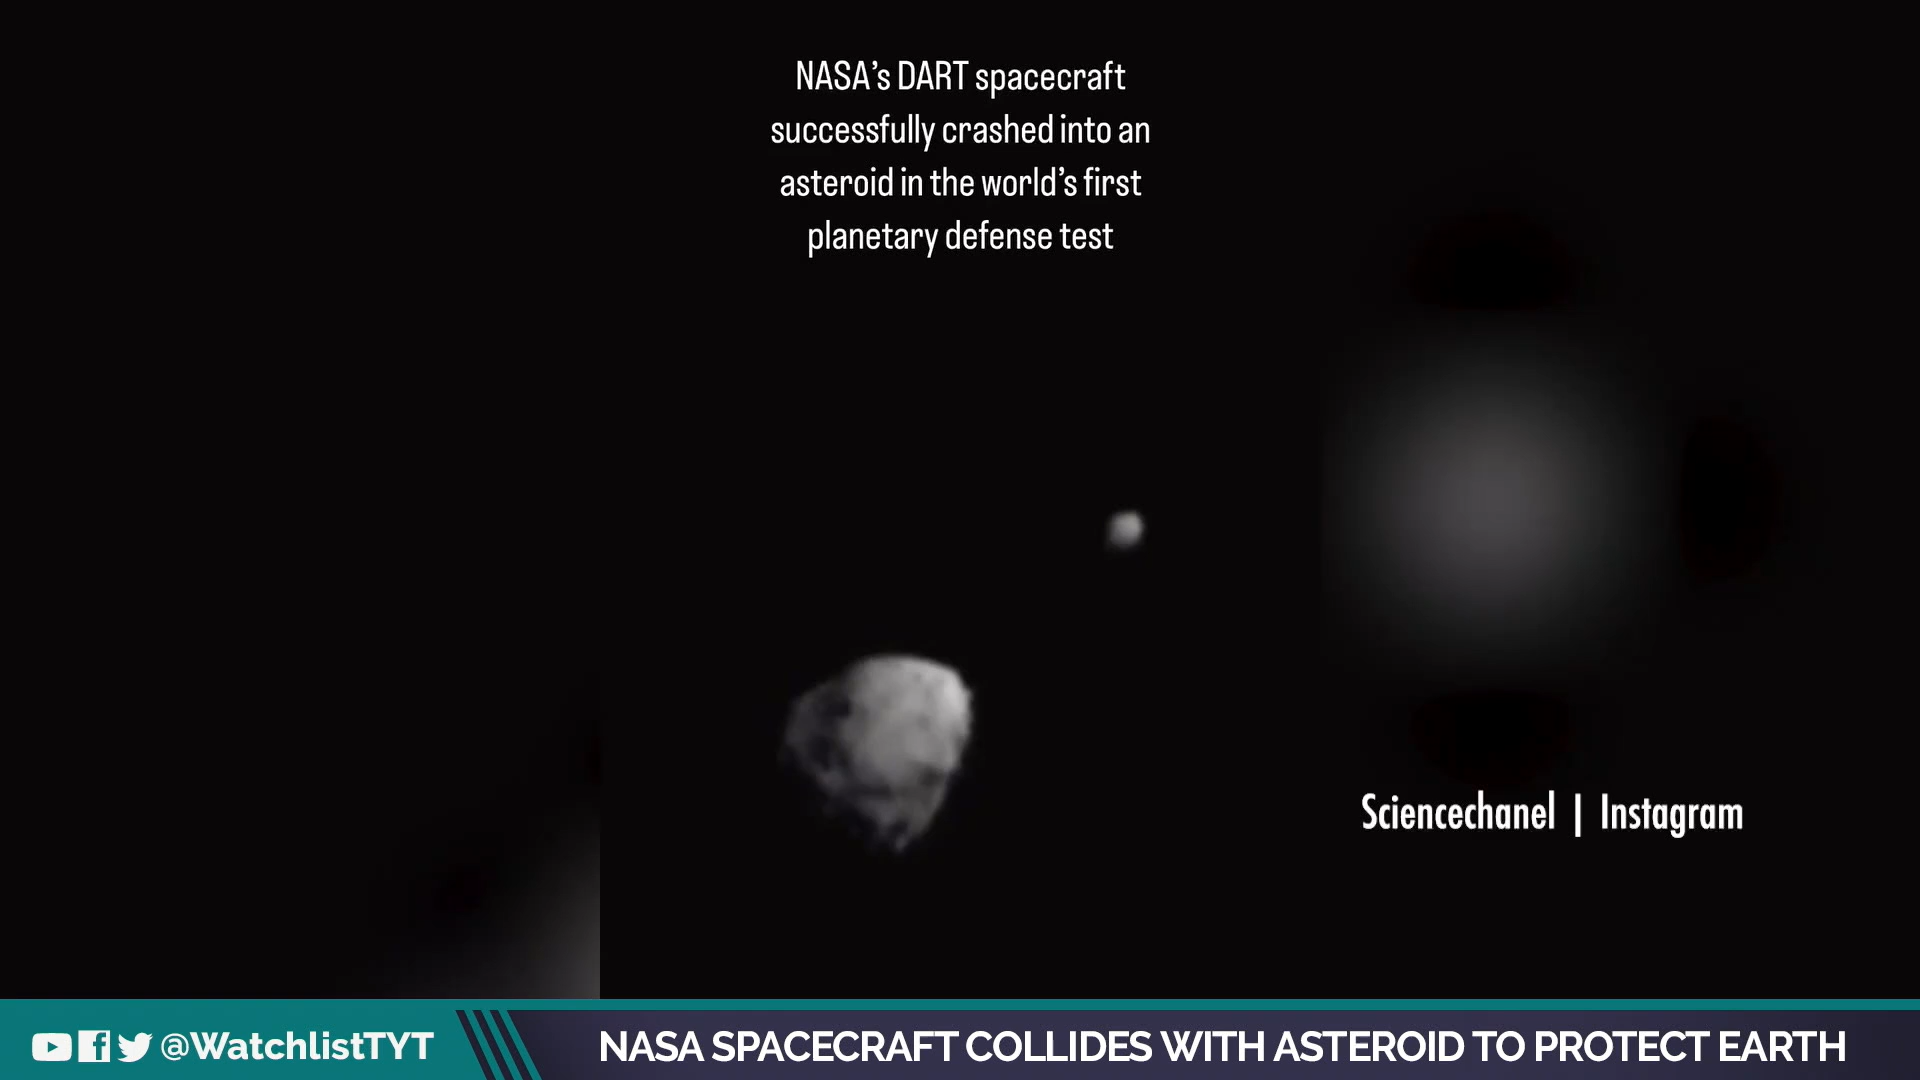 NASA’s DART spacecraft
successfully crashed into an
asteroid in the world’s first
planetary defense test
Sciencechanel | Instagram
@WatchlistTYT
NASA SPACECRAFT COLLIDES WITH ASTEROID TO PROTECT EARTH